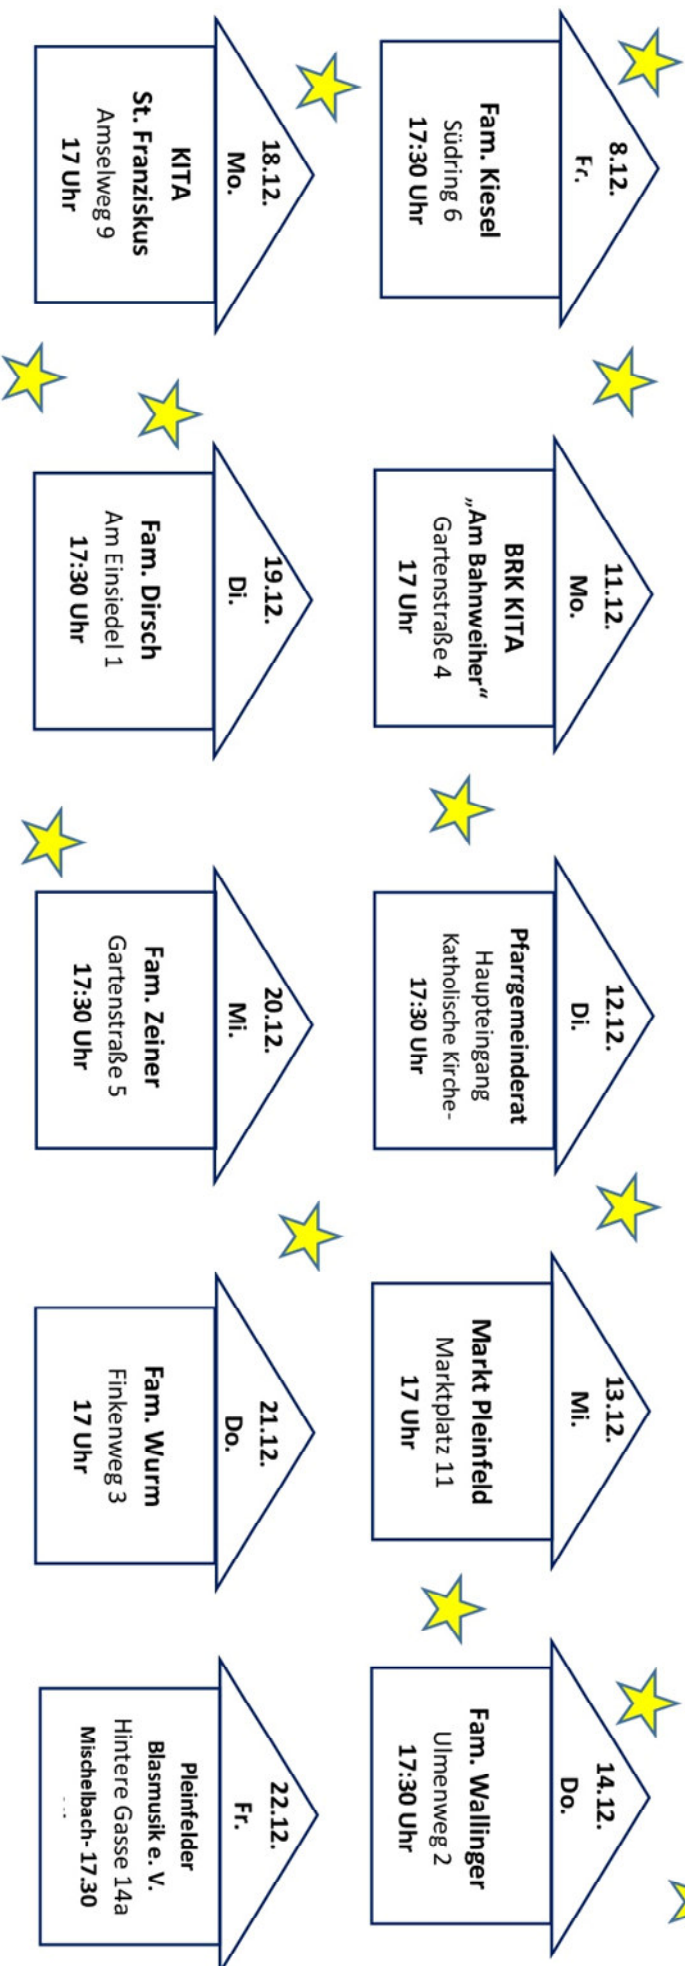 8.12.
Fr.
Fam. Kiesel
Südring 6
17:30 Uhr
11.12.
Mo.
BRK KITA
„Am Bahnweiher“
Gartenstraße 4
17 Uhr
12.12.
Di.
Pfarrgemeinderat
Haupteingang
Katholische Kirche-
17:30 Uhr
13.12.
Mi.
Markt Pleinfeld
Marktplatz 11
17 Uhr
14.12.
Do.
Fam. Wallinger
Ulmenweg 2
17:30 Uhr
18.12.
Mo.
KITA
St. Franziskus
Amselweg 9
17 Uhr
19.12.
Di.
Fam. Dirsch
Am Einsiedel 1
17:30 Uhr
20.12.
Mi.
Fam. Zeiner
Gartenstraße 5
17:30 Uhr
21.12.
Do.
Fam. Wurm
Finkenweg 3
17 Uhr
22.12.
Fr.
Pleinfelder
Blasmusik e. V.
Hintere Gasse 14a
Mischelbach- 17.30